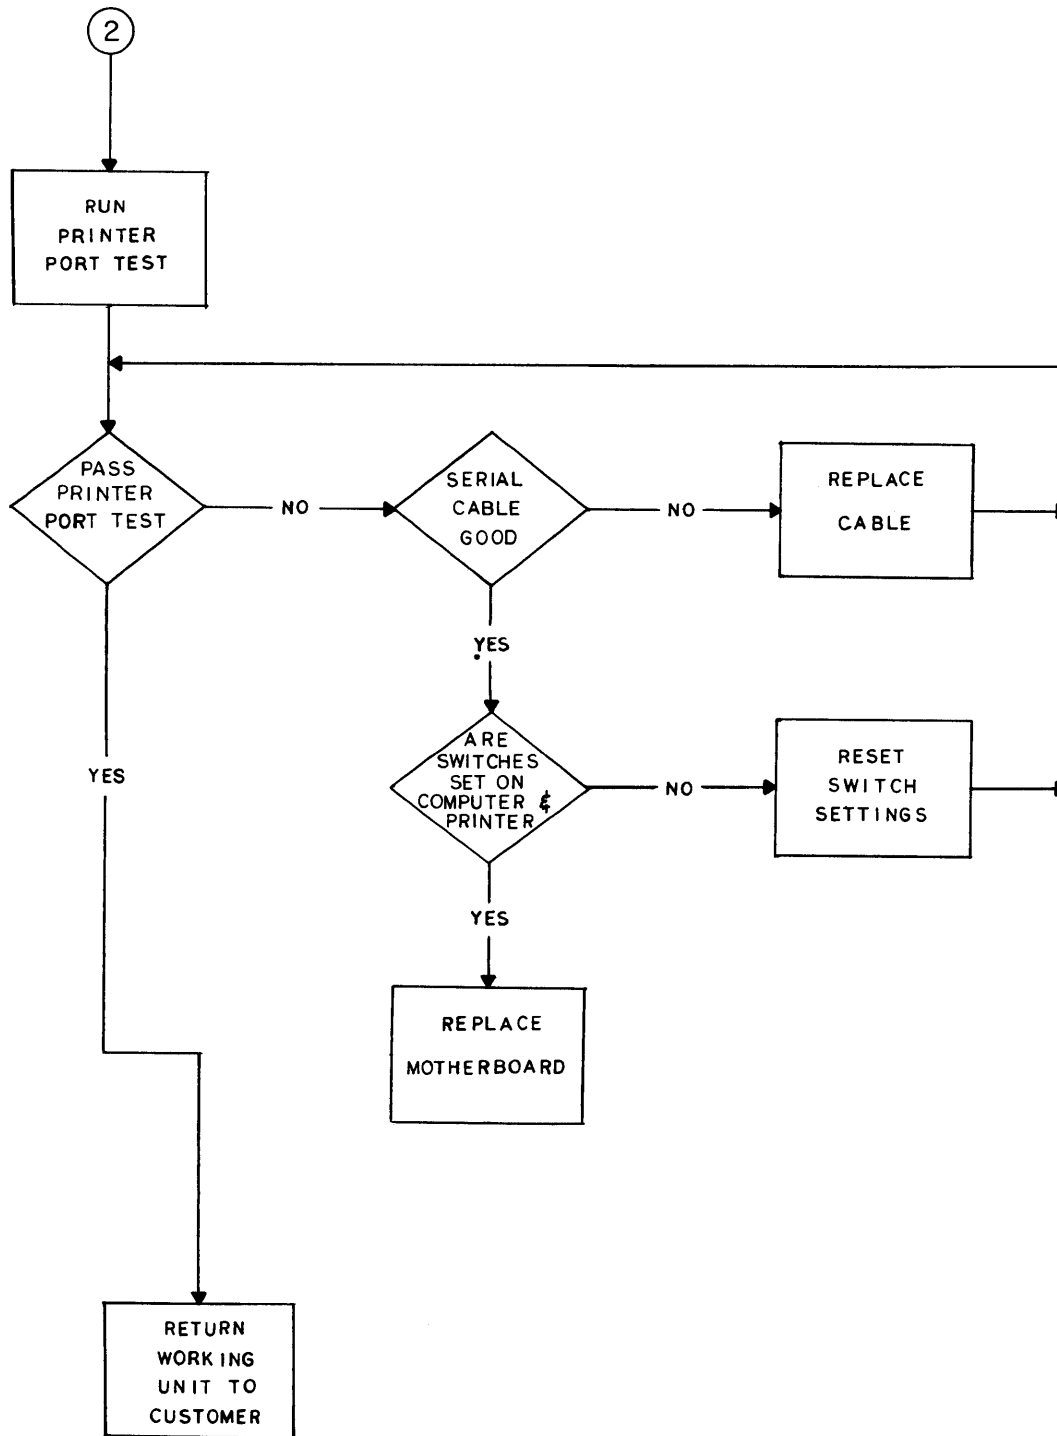 2
RUN
PRINTER
PORT TEST
PASS
PRINTER
PORT TEST
NO
SERIAL
CABLE
GOOD
NO
REPLACE
CABLE
YES
YES
ARE
SWITCHES
SET ON
COMPUTER &
PRINTER
NO
RESET
SWITCH
SETTINGS
YES
REPLACE
MOTHERBOARD
RETURN
WORKING
UNIT TO
CUSTOMER